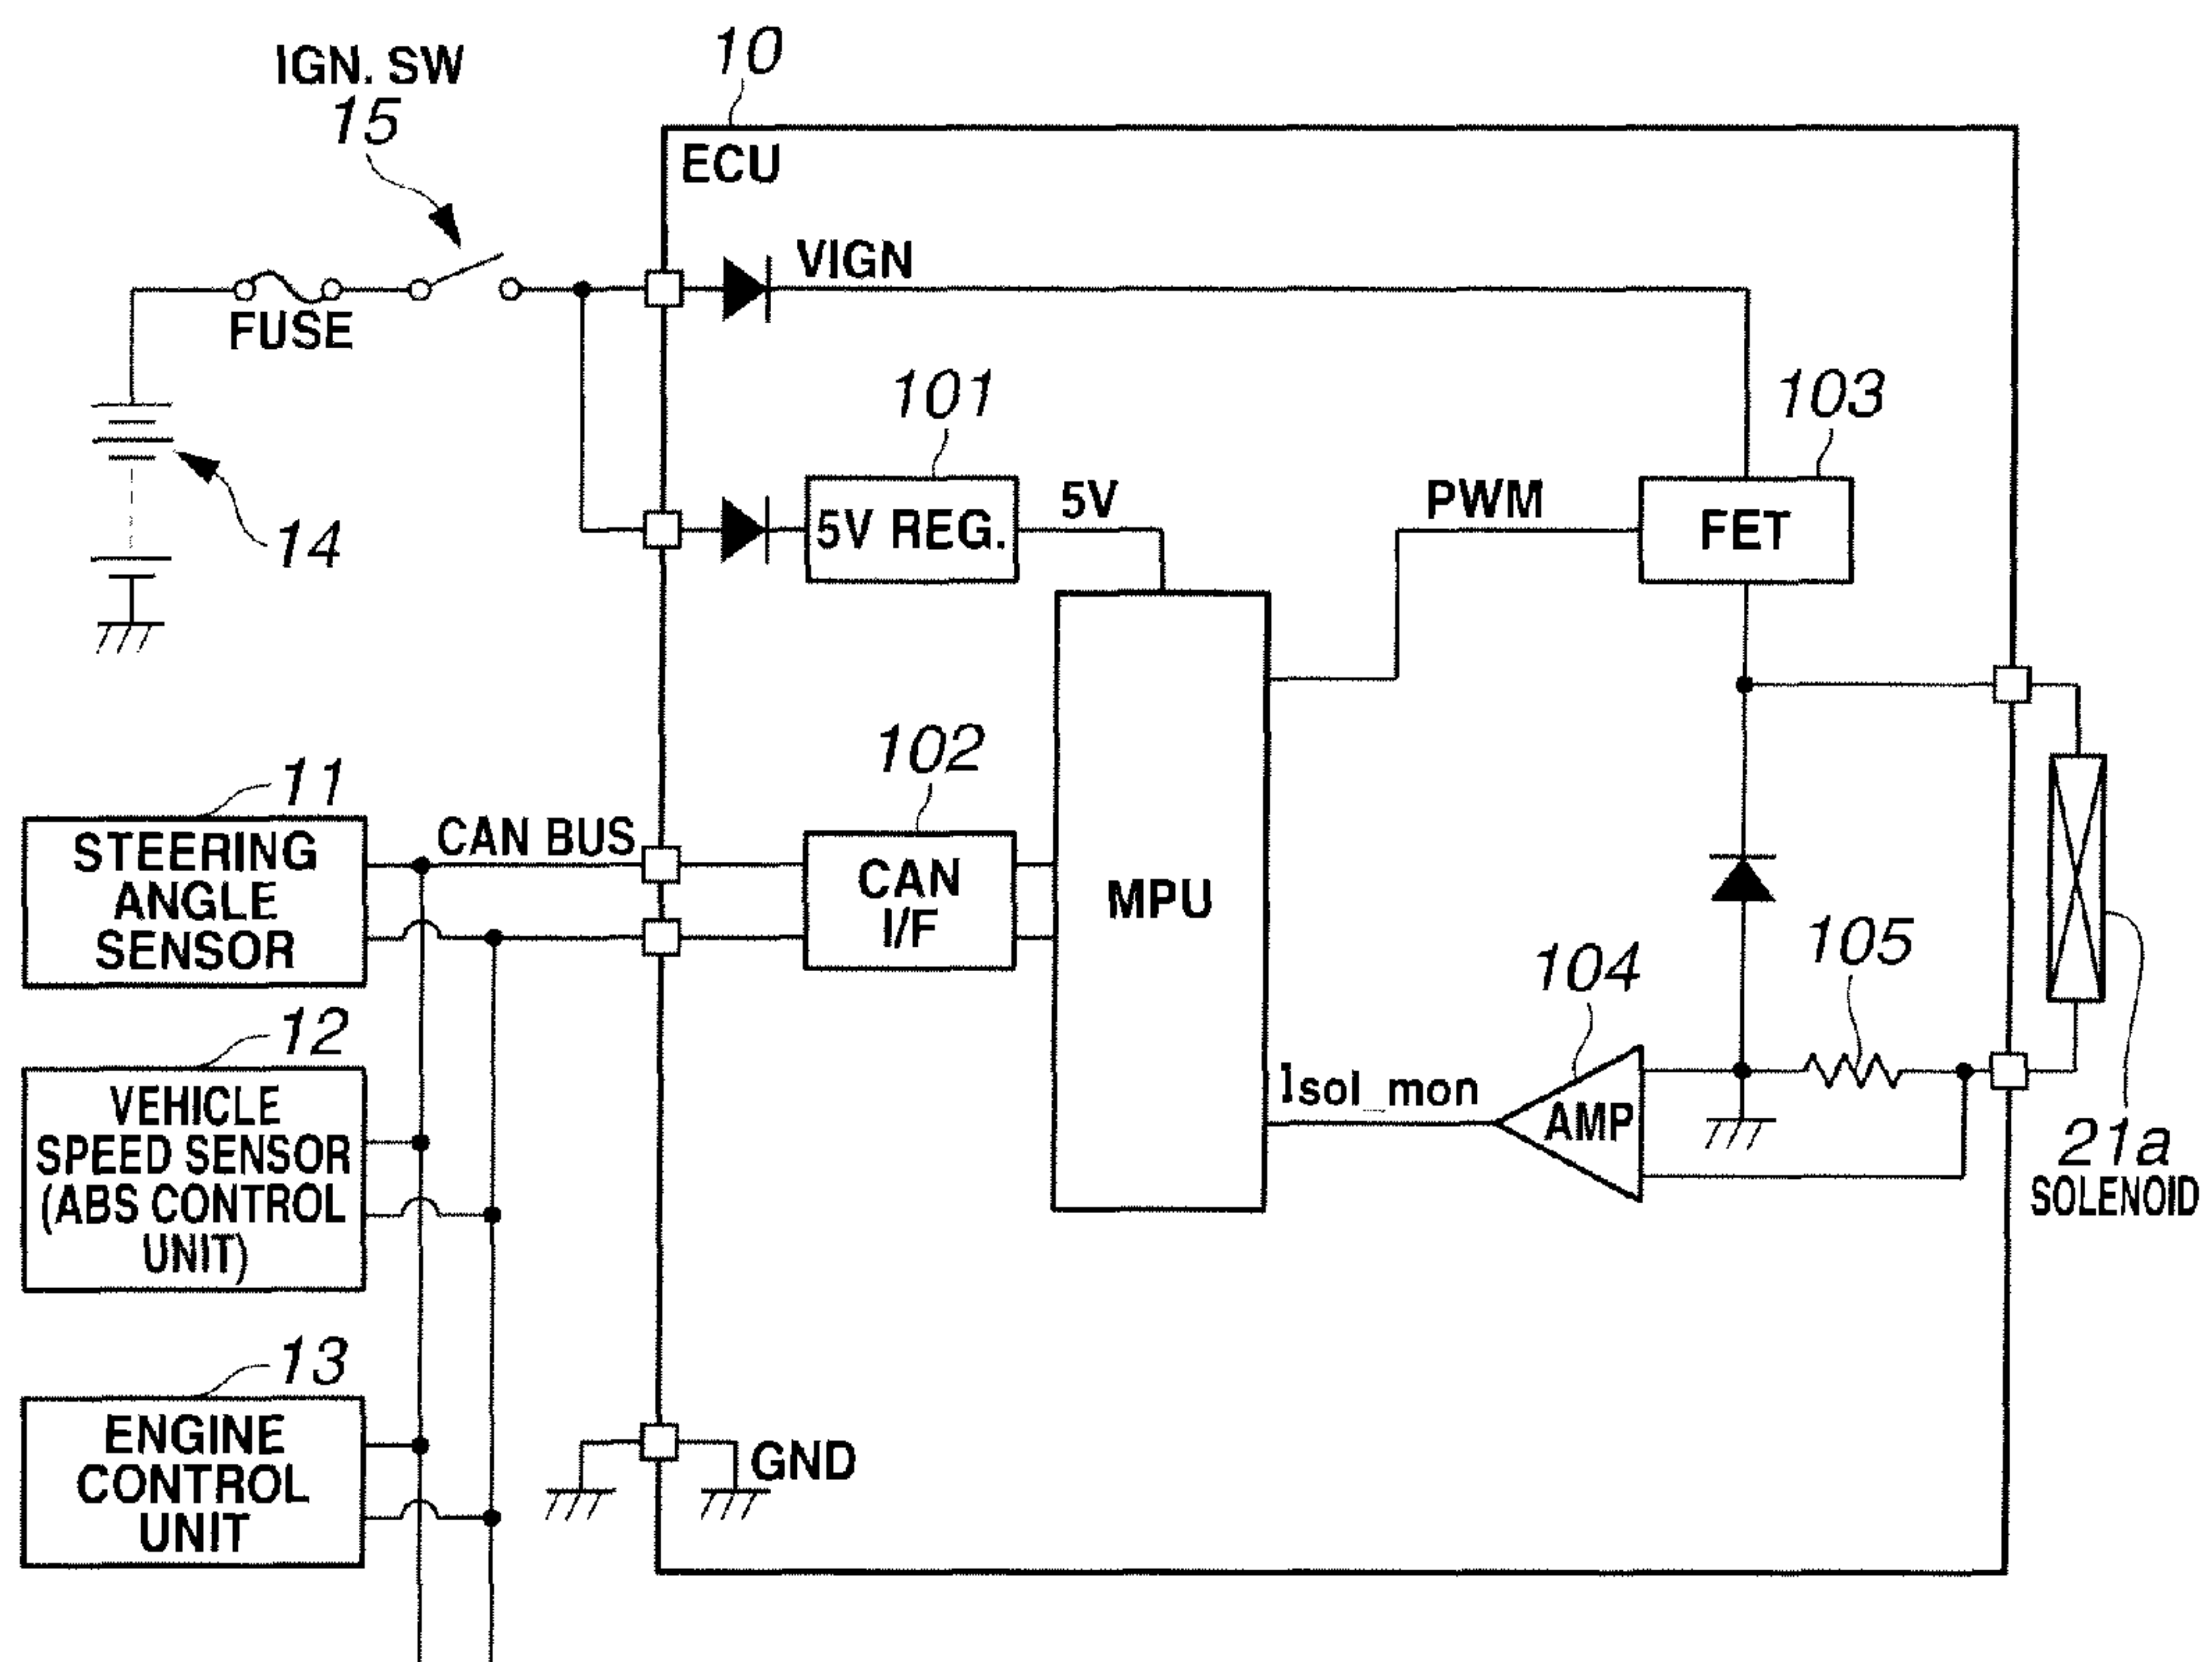 IGN. SW
15
10
ECU
VIGN
FUSE
14
101
5V REG.
5V
PWM
103
FET
11
STEERING
ANGLE
SENSOR
CAN BUS
102
CAN
I/F
MPU
12
VEHICLE
SPEED SENSOR
(ABS CONTROL
UNIT)
104
AMP
105
Isol_mon
21a
SOLENOID
13
ENGINE
CONTROL
UNIT
GND